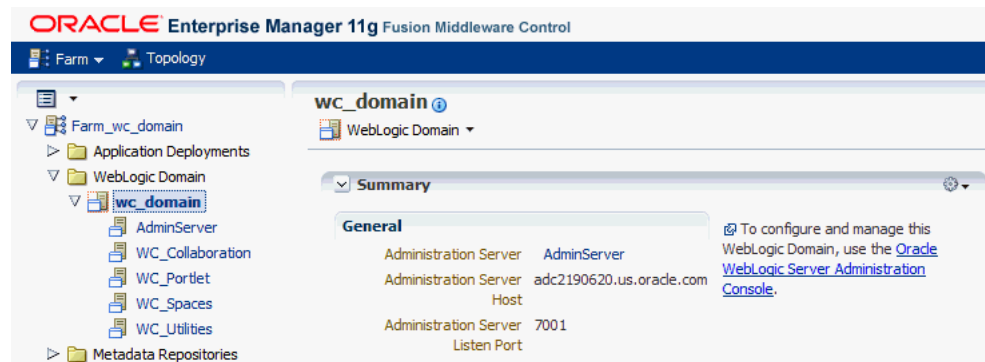 ORACLE Enterprise Manager 11g Fusion Middleware Control
Farm Topology
Farm_wc_domain
Application Deployments
WebLogic Domain
wc_domain
AdminServer
WC_Collaboration
WC_Portlet
WC_Spaces
WC_Utilities
Metadata Repositories
wc_domain
WebLogic Domain
Summary
General
Administration Server AdminServer
Administration Server adc2190620.us.oracle.com
Host
Administration Server 7001
Listen Port
To configure and manage this
WebLogic Domain, use the Oracle
WebLogic Server Administration
Console.